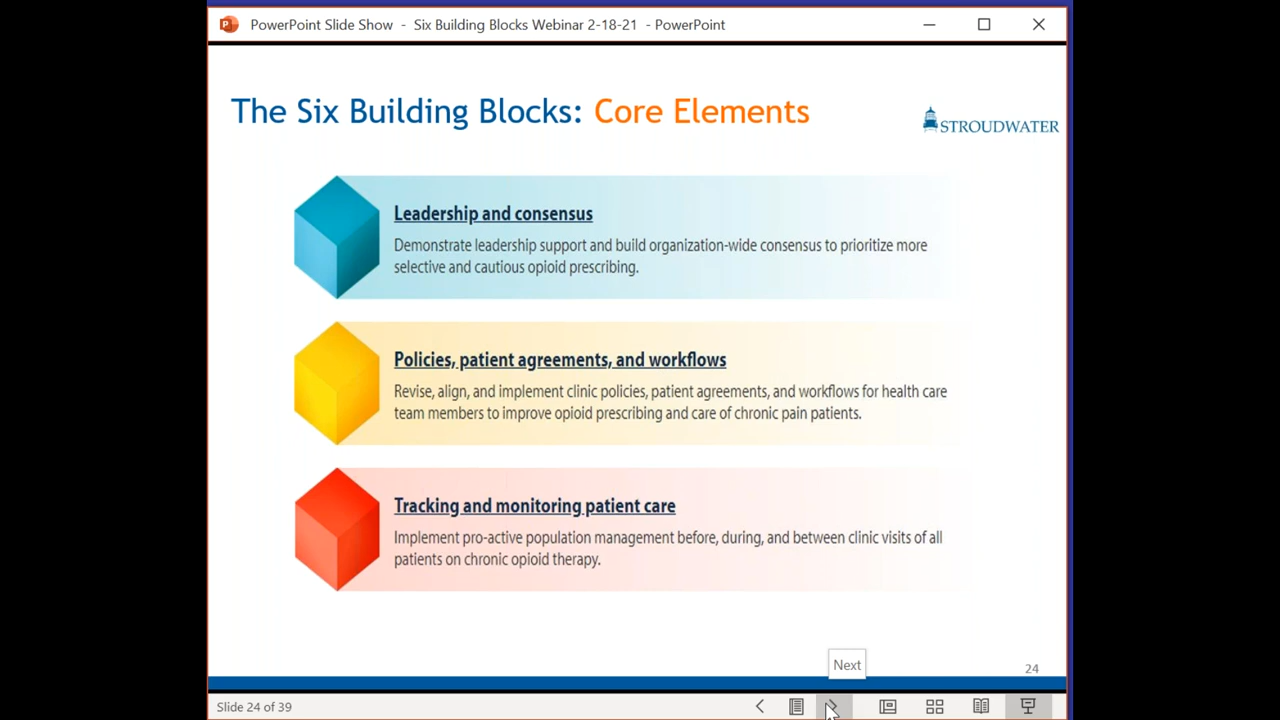 PowerPoint Slide Show - Six Building Blocks Webinar 2-18-21 - PowerPoint
The Six Building Blocks: Core Elements
STROUDWATER
Leadership and consensus
Demonstrate leadership support and build organization-wide consensus to prioritize more
selective and cautious opioid prescribing.
Policies, patient agreements, and workflows
Revise, align, and implement clinic policies, patient agreements, and workflows for health care
team members to improve opioid prescribing and care of chronic pain patients.
Tracking and monitoring patient care
Implement pro-active population management before, during, and between clinic visits of all
patients on chronic opioid therapy.
Next
24
Slide 24 of 39